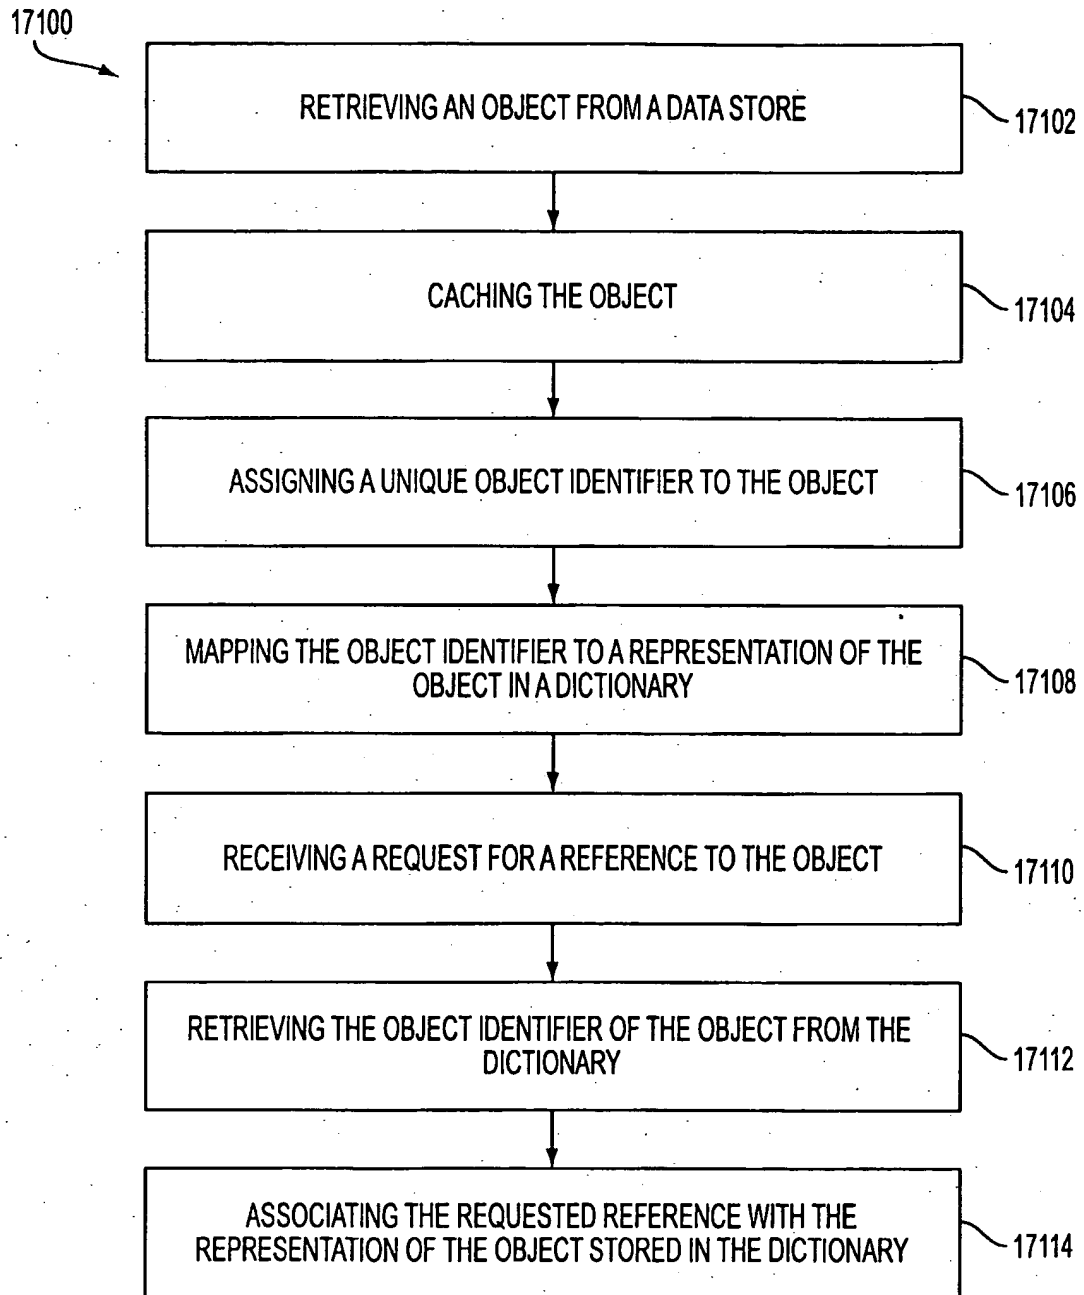 17100
RETRIEVING AN OBJECT FROM A DATA STORE
17102
CACHING THE OBJECT
17104
ASSIGNING A UNIQUE OBJECT IDENTIFIER TO THE OBJECT
17106
MAPPING THE OBJECT IDENTIFIER TO A REPRESENTATION OF THE
OBJECT IN A DICTIONARY
17108
RECEIVING A REQUEST FOR A REFERENCE TO THE OBJECT
17110
RETRIEVING THE OBJECT IDENTIFIER OF THE OBJECT FROM THE
DICTIONARY
17112
ASSOCIATING THE REQUESTED REFERENCE WITH THE
REPRESENTATION OF THE OBJECT STORED IN THE DICTIONARY
17114